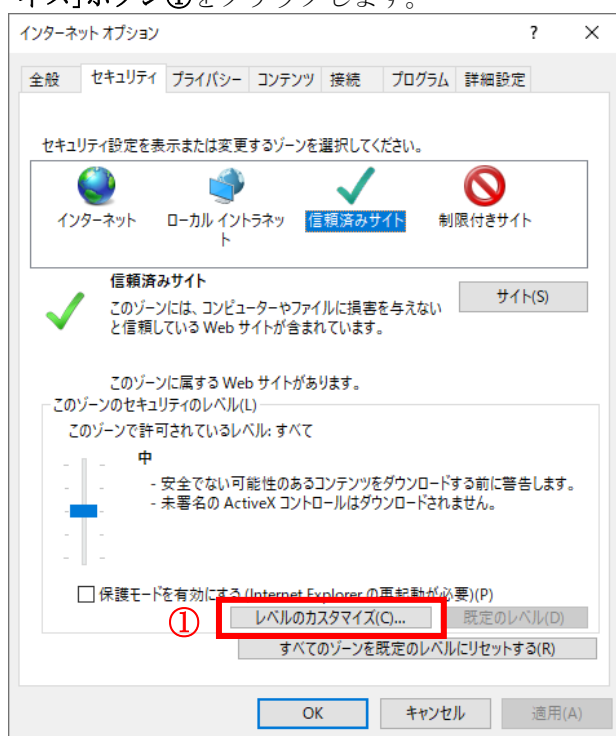 イズ]ボタン①をクリックします。
インターネット オプション ? ×
全般 セキュリティ プライバシー コンテンツ 接続 プログラム 詳細設定
セキュリティ設定を表示または変更するゾーンを選択してください。
インターネット ローカル イントラネッ 信頼済みサイト 制限付きサイト
ト
信頼済みサイト
このゾーンには、コンピューターやファイルに損害を与えない サイト(S)
と信頼している Web サイトが含まれています。
このゾーンに属する Web サイトがあります。
このゾーンのセキュリティのレベル(L)
このゾーンで許可されているレベル: すべて
中
- 安全でない可能性のあるコンテンツをダウンロードする前に警告します。
- 未署名の ActiveX コントロールはダウンロードされません。
保護モードを有効にする (Internet Explorer の再起動が必要)(P)
① レベルのカスタマイズ(C)... 既定のレベル(D)
すべてのゾーンを既定のレベルにリセットする(R)
OK キャンセル 適用(A)